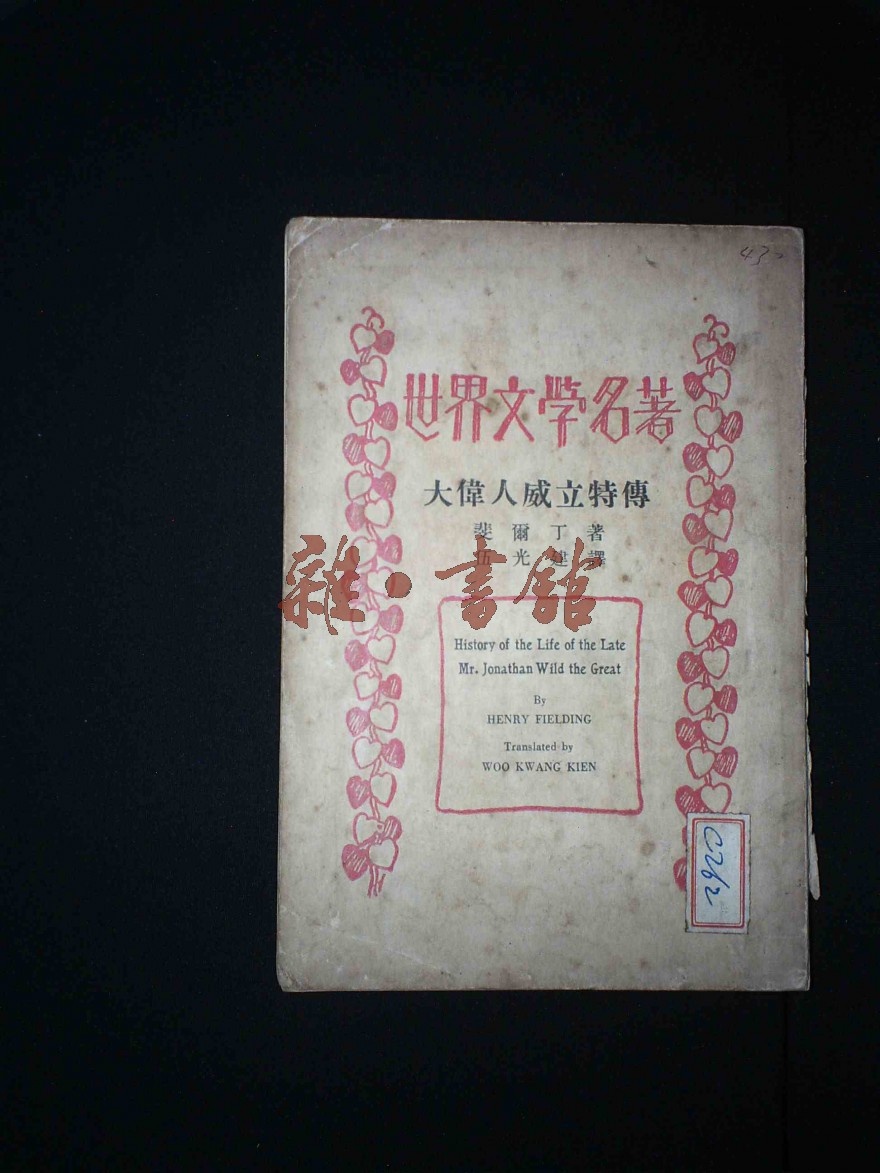 43
世界文學名著
大偉人威立特傳
斐爾丁著
伍光建譯
雜·書舘
History of the Life of the Late
Mr. Jonathan Wild the Great
By
HENRY FIELDING
Translated by
WOO KWANG KIEN
C262